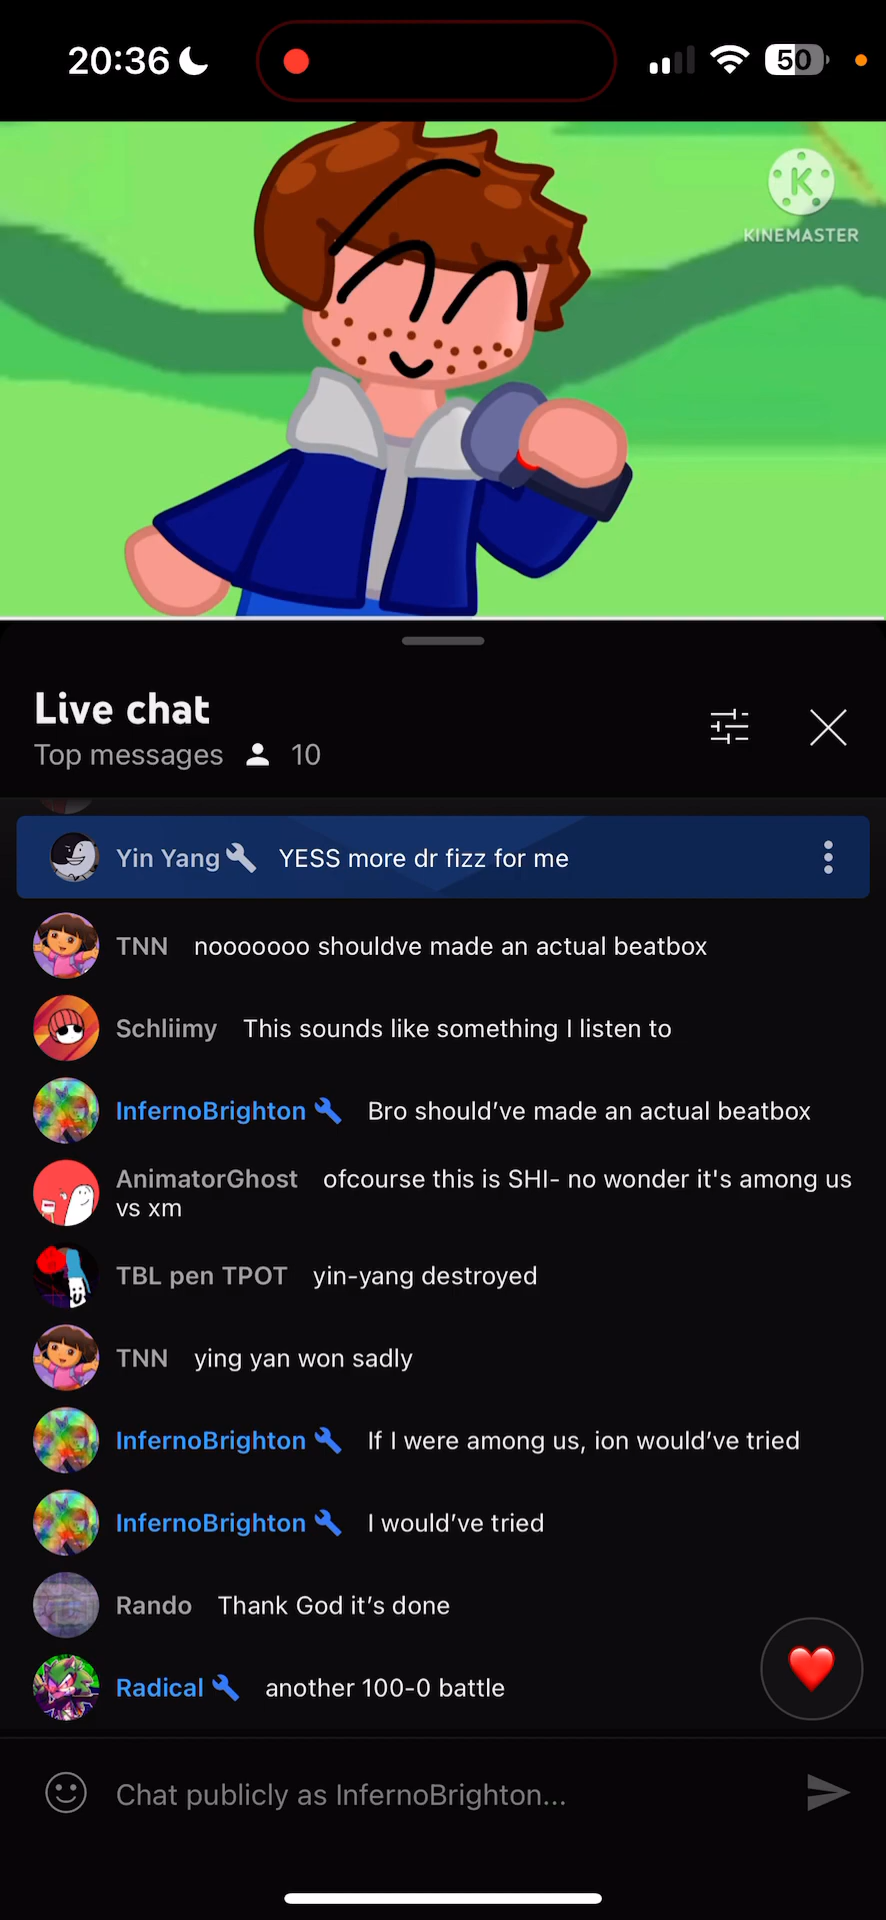 20:36
50
K
KINEMASTER
Live chat
Top messages 10
Yin Yang YESS more dr fizz for me
TNN nooooooo shouldve made an actual beatbox
Schliimy This sounds like something I listen to
InfernoBrighton Bro should’ve made an actual beatbox
AnimatorGhost ofcourse this is SHI- no wonder it's among us
vs xm
TBL pen TPOT yin-yang destroyed
TNN ying yan won sadly
InfernoBrighton If I were among us, ion would’ve tried
InfernoBrighton I would’ve tried
Rando Thank God it’s done
Radical another 100-0 battle
Chat publicly as InfernoBrighton...